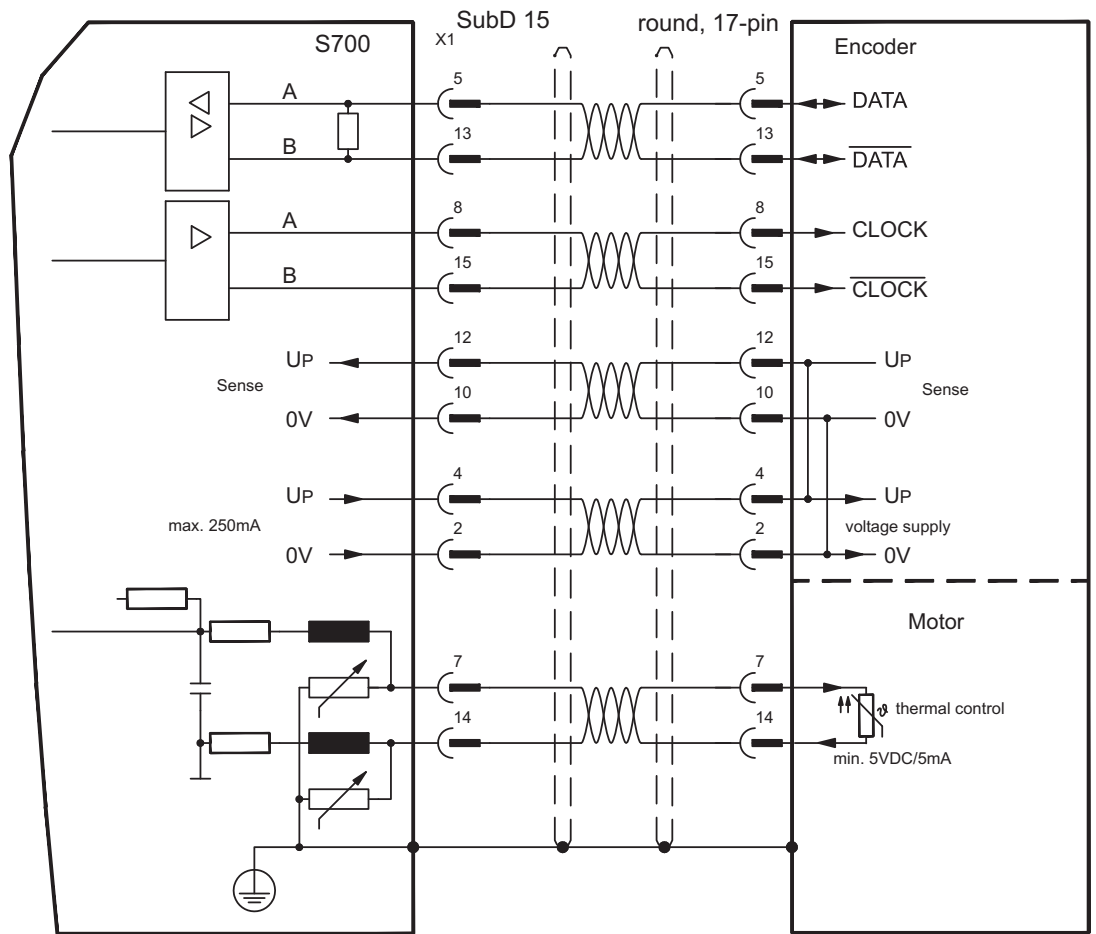 SubD 15
round, 17-pin
S700
X1
Encoder
A
5
5
DATA
B
13
13
DATA
A
8
8
CLOCK
B
15
15
CLOCK
UP
12
12
UP
Sense
Sense
0V
10
10
0V
UP
4
4
UP
max. 250mA
voltage supply
0V
2
2
0V
Motor
7
7
ϑ thermal control
14
14
min. 5VDC/5mA